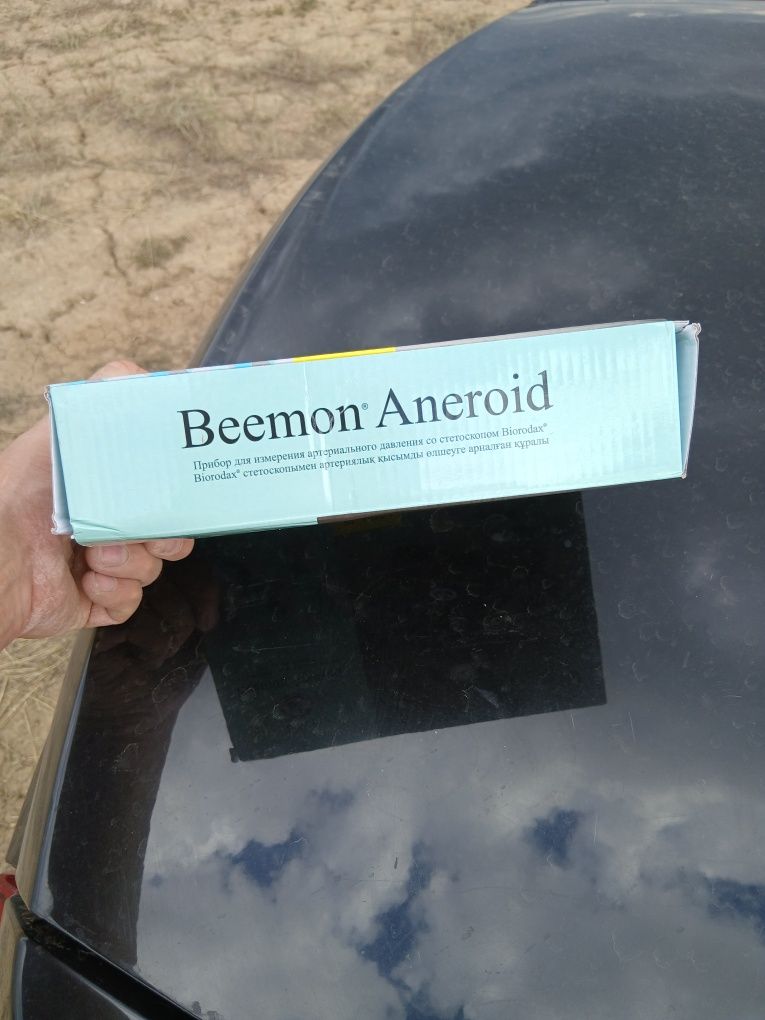 Beemon® Aneroid
Прибор для измерения артериального давления со стетоскопом Biorodax®
Biorodax® стетоскопымен артериялық қысымды өлшеуге арналған құралы